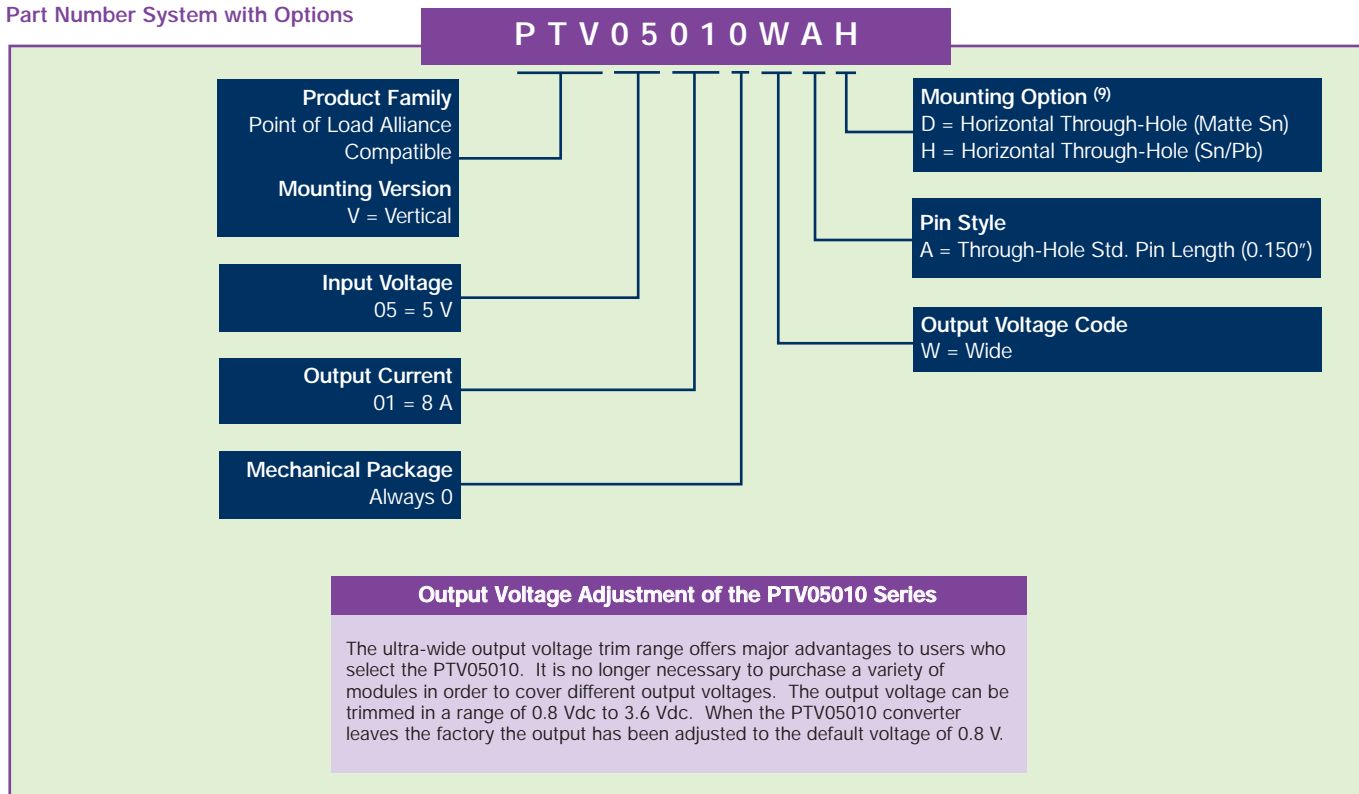 Part Number System with Options
PTV05010WAH
Product Family
Point of Load Alliance
Compatible
Mounting Version
V = Vertical
Input Voltage
05 = 5 V
Output Current
01 = 8 A
Mechanical Package
Always 0
Mounting Option (9)
D = Horizontal Through-Hole (Matte Sn)
H = Horizontal Through-Hole (Sn/Pb)
Pin Style
A = Through-Hole Std. Pin Length (0.150″)
Output Voltage Code
W = Wide
Output Voltage Adjustment of the PTV05010 Series
The ultra-wide output voltage trim range offers major advantages to users who
select the PTV05010. It is no longer necessary to purchase a variety of
modules in order to cover different output voltages. The output voltage can be
trimmed in a range of 0.8 Vdc to 3.6 Vdc. When the PTV05010 converter
leaves the factory the output has been adjusted to the default voltage of 0.8 V.